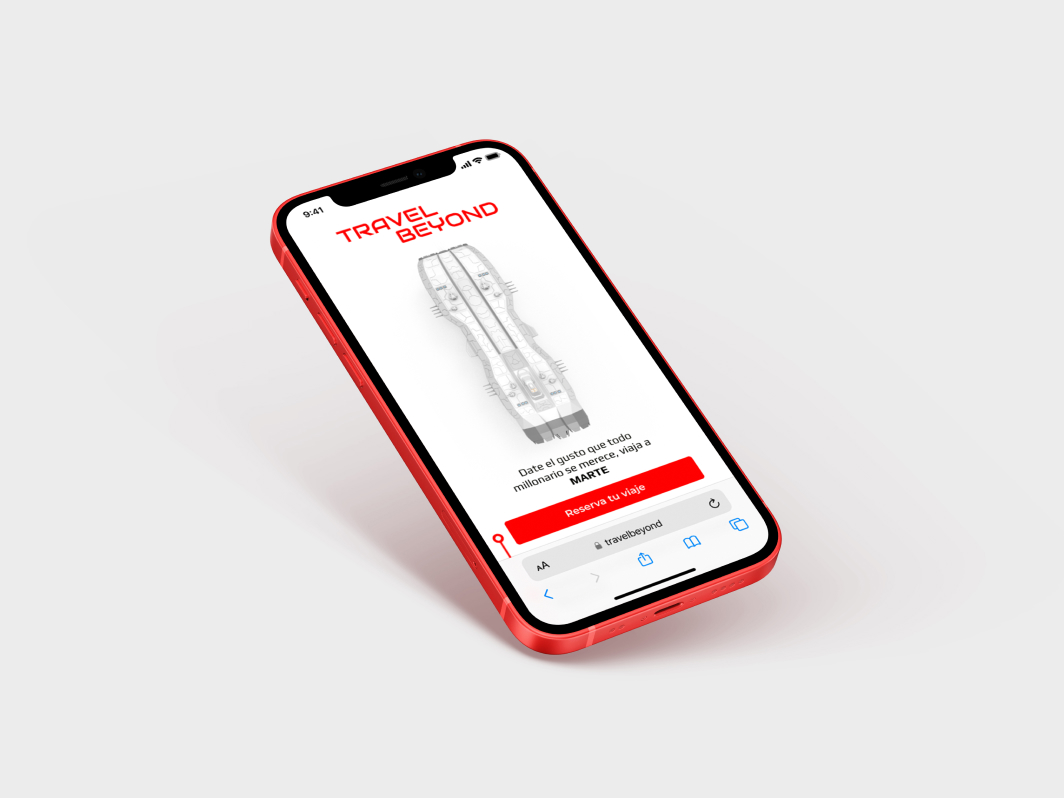 9:41
TRAVEL
BEYOND
Date el gusto que todo
millonario se merece, viaja a
MARTE
Reserva tu viaje
AA
travelbeyond